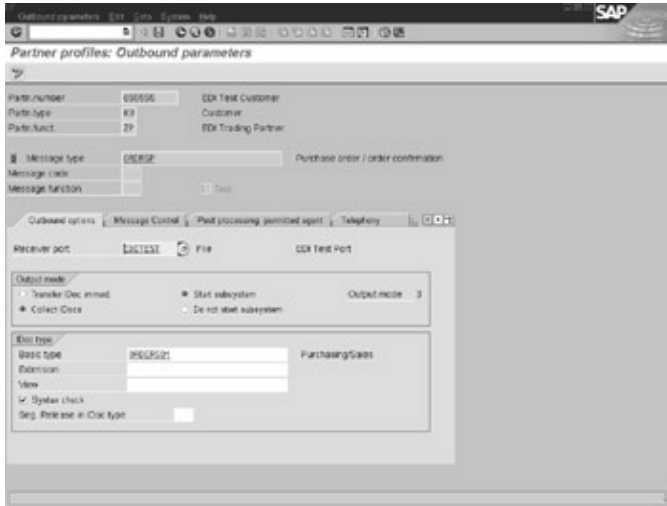 Outbound parameters Edit Goto System Help
SAP
Partner profiles: Outbound parameters
Partn.number EDI Test Customer
Partn.type KU Customer
Partn.funct. ZP EDI Trading Partner
Message type ORDRSP Purchase order / order confirmation
Message code
Message function Test
Outbound options Message Control Post processing: permitted agent Telephony
Receiver port EDITEST File EDI Test Port
Output mode
Transfer IDoc immed. Start subsystem Output mode 3
Collect IDocs Do not start subsystem
IDoc type
Basic type ORDERS01 Purchasing/Sales
Extension
View
Syntax check
Seg. Release in IDoc type